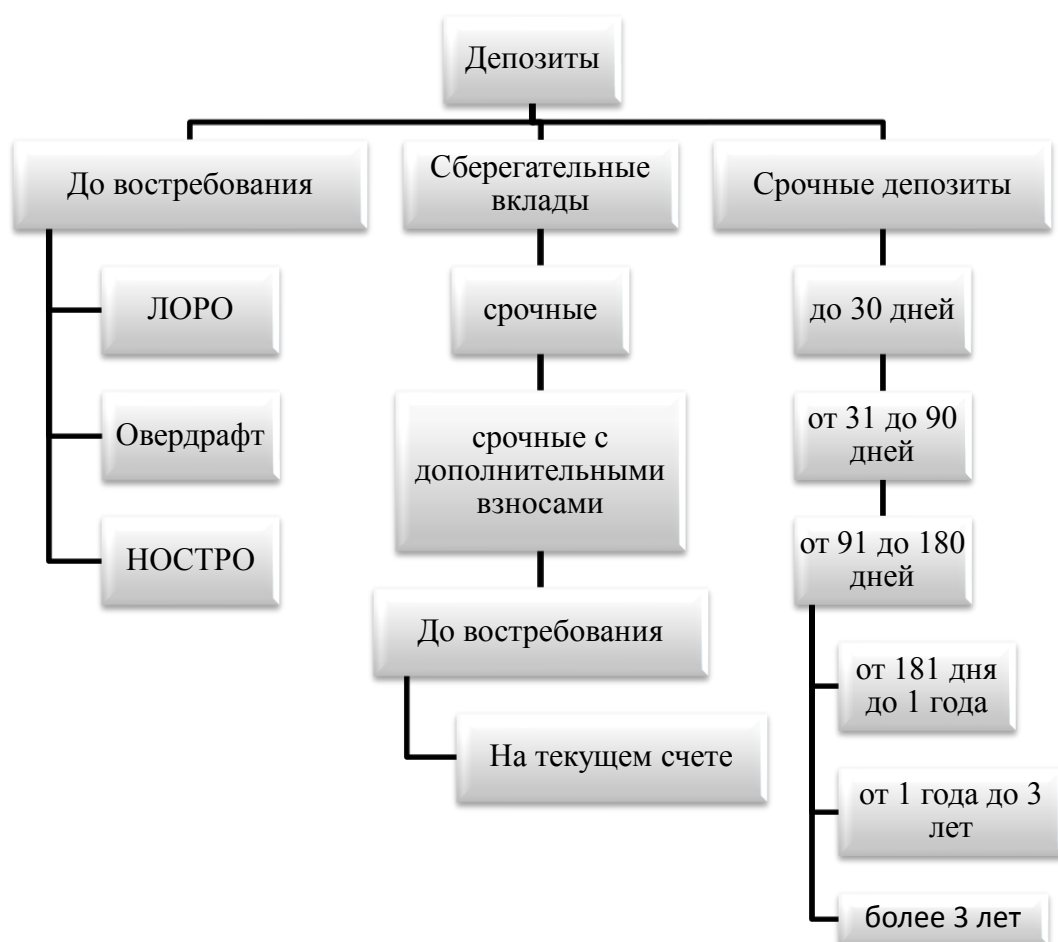 Депозиты
До востребования
ЛОРО
Овердрафт
НОСТРО
Сберегательные
вклады
срочные
срочные с
дополнительными
взносами
До востребования
На текущем счете
Срочные депозиты
до 30 дней
от 31 до 90
дней
от 91 до 180
дней
от 181 дня
до 1 года
от 1 года до 3
лет
более 3 лет